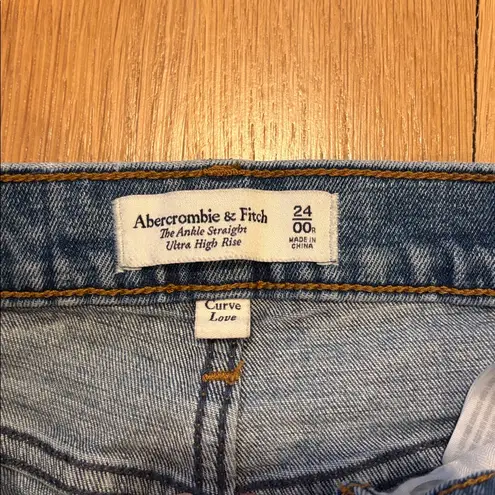 Abercrombie & Fitch
The Ankle Straight
Ultra High Rise
24
00R
MADE IN
CHINA
Curve
Love